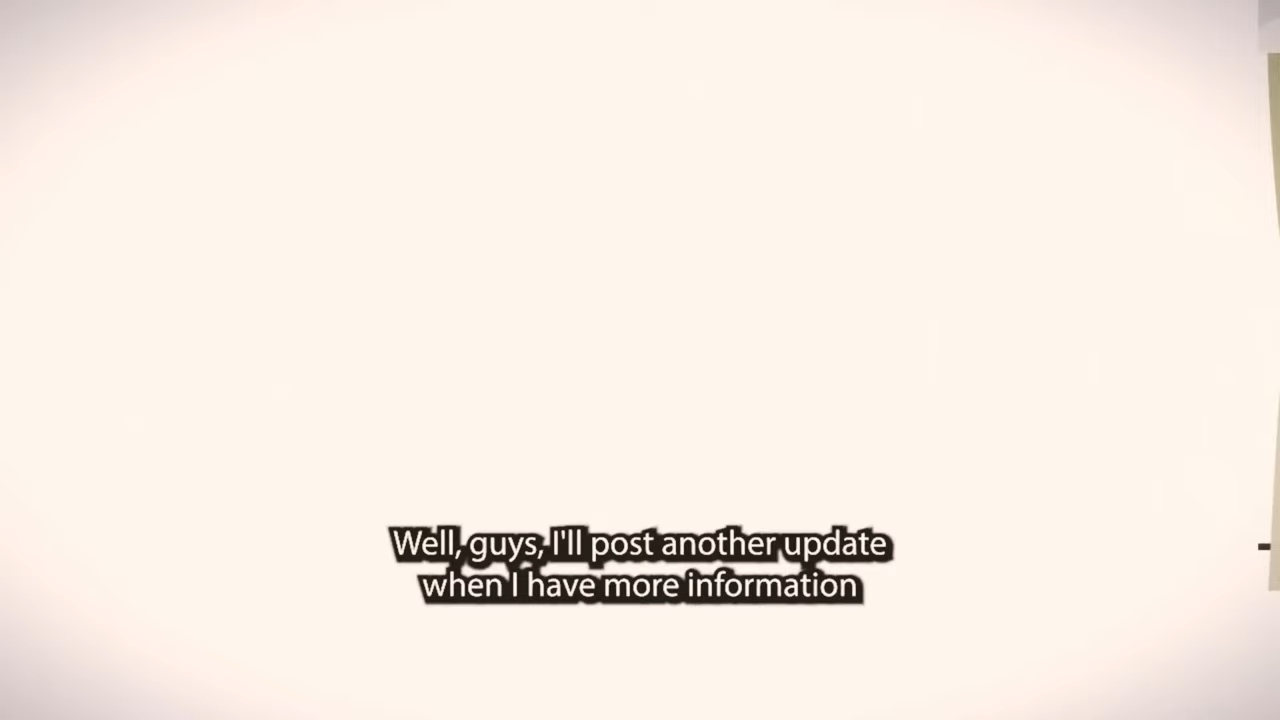 Well, guys, I'll post another update
when I have more information